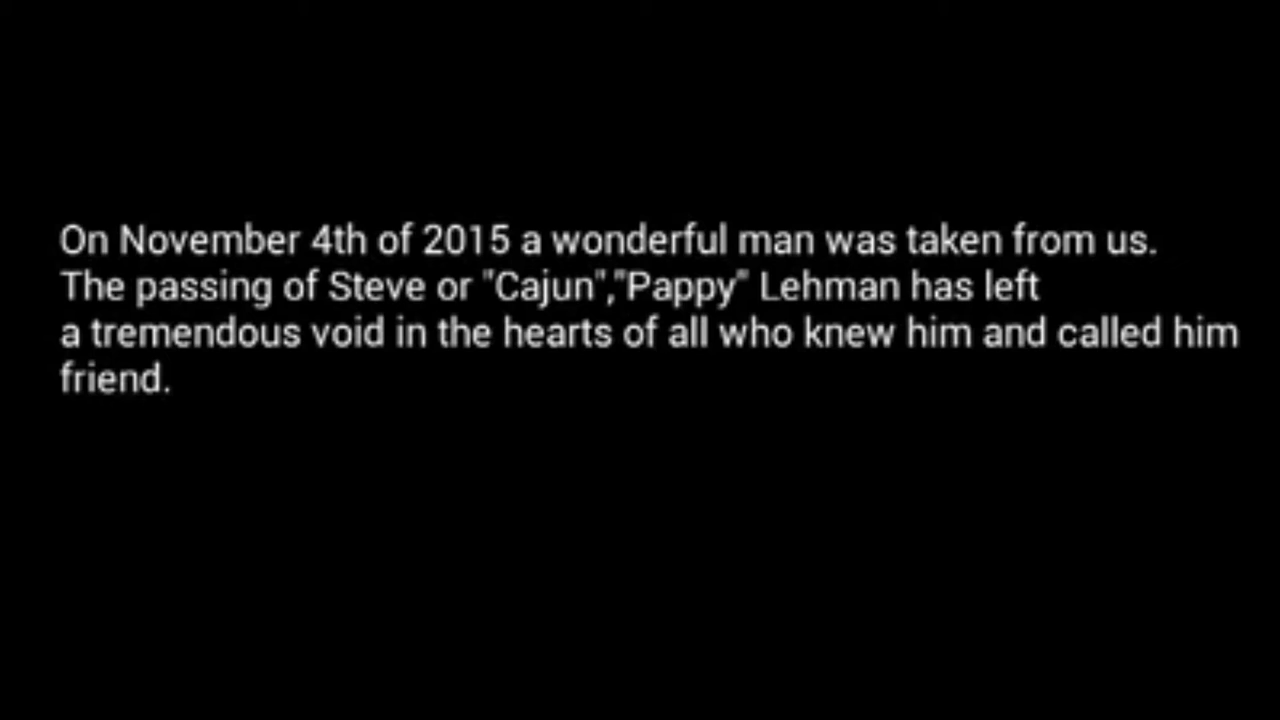 On November 4th of 2015 a wonderful man was taken from us.
The passing of Steve or "Cajun","Pappy" Lehman has left
a tremendous void in the hearts of all who knew him and called him
friend.